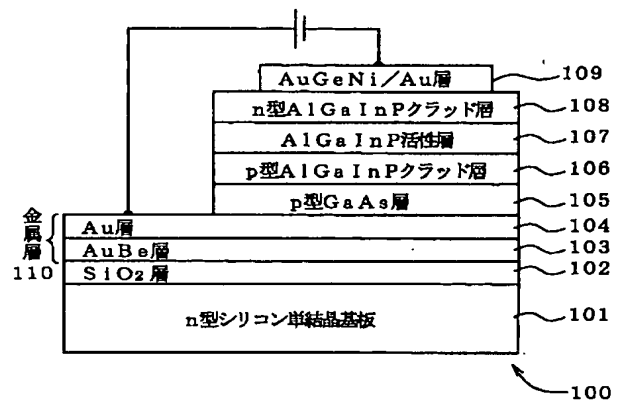 AuGeNi/Au層 109
n型AlGaInPクラッド層 108
AlGaInP活性層 107
p型AlGaInPクラッド層 106
p型GaAs層 105
金属層 110
Au層 104
AuBe層 103
SiO₂層 102
n型シリコン単結晶基板 101
100